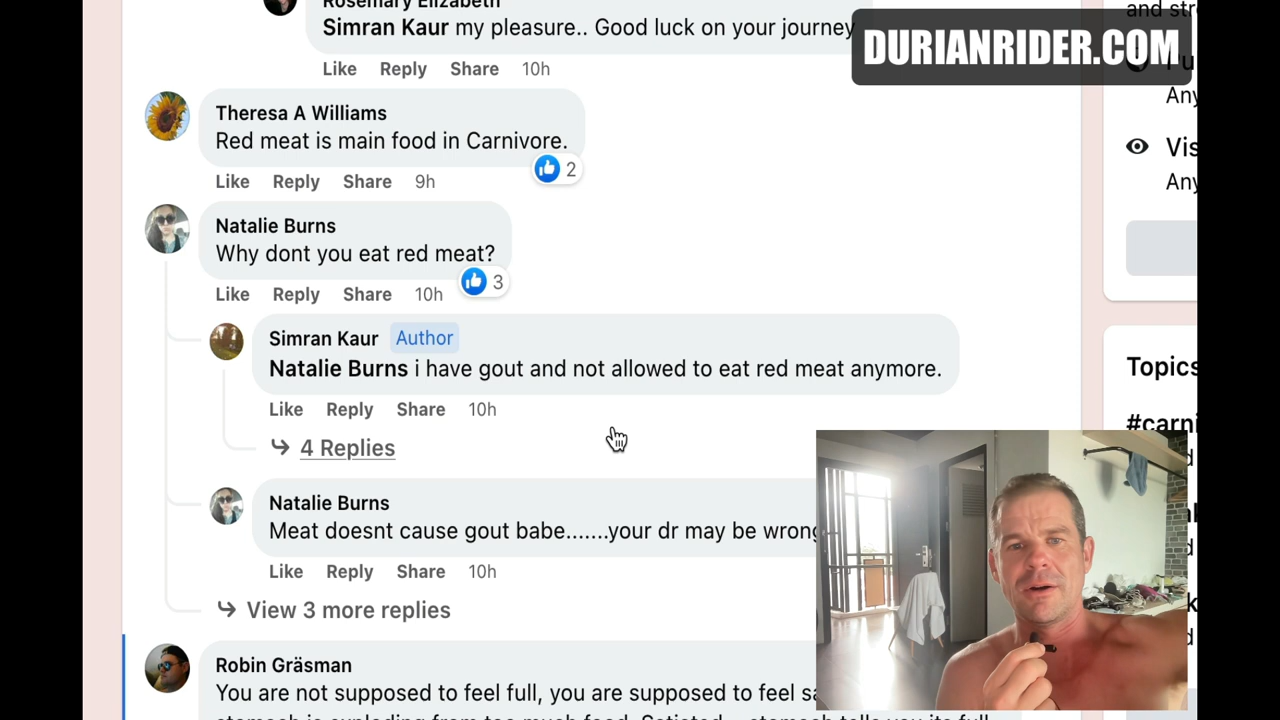 Rosemary Elizabeth
Simran Kaur my pleasure.. Good luck on your journey
Like Reply Share 10h
DURIANRIDER.COM
Theresa A Williams
Red meat is main food in Carnivore.
2
Like Reply Share 9h
Natalie Burns
Why dont you eat red meat?
3
Like Reply Share 10h
Simran Kaur Author
Natalie Burns i have gout and not allowed to eat red meat anymore.
Like Reply Share 10h
4 Replies
Natalie Burns
Meat doesnt cause gout babe.......your dr may be wrong
Like Reply Share 10h
View 3 more replies
Robin Gräsman
You are not supposed to feel full, you are supposed to feel
and
Any
Vis
Any
Topics
#carni